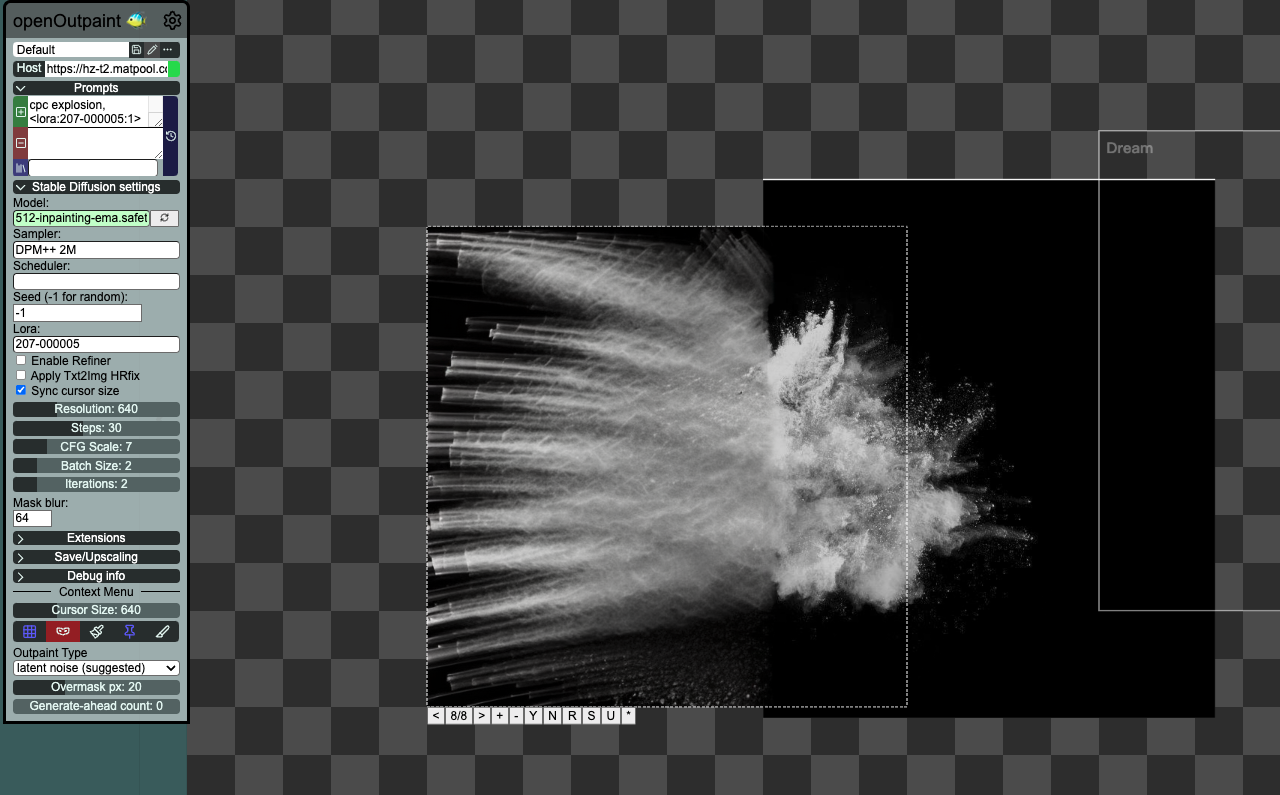 openOutpaint
Default
Host https://hz-t2.matpool.co
Prompts
cpc explosion,
<lora:207-000005:1>
Stable Diffusion settings
Model:
512-inpainting-ema.safet
Sampler:
DPM++ 2M
Scheduler:
Seed (-1 for random):
-1
Lora:
207-000005
Enable Refiner
Apply Txt2Img HRfix
Sync cursor size
Resolution: 640
Steps: 30
CFG Scale: 7
Batch Size: 2
Iterations: 2
Mask blur:
64
Extensions
Save/Upscaling
Debug info
Context Menu
Cursor Size: 640
Outpaint Type
latent noise (suggested)
Overmask px: 20
Generate-ahead count: 0
Dream
< 8/8 > + - Y N R S U *